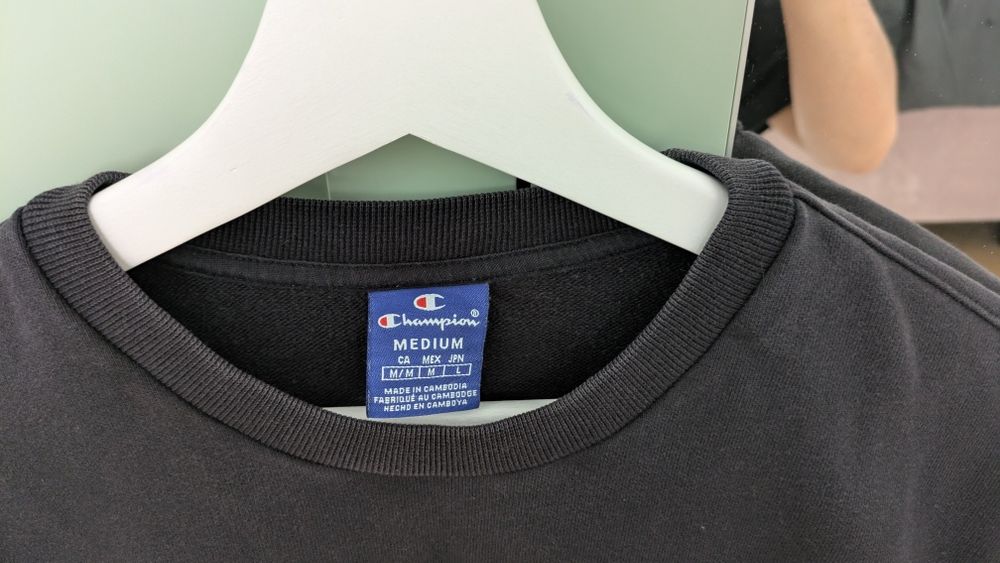 Champion®
MEDIUM
CA MEX JPN
M/M M L
MADE IN CAMBODIA
FABRIQUÉ AU CAMBODGE
HECHO EN CAMBOYA